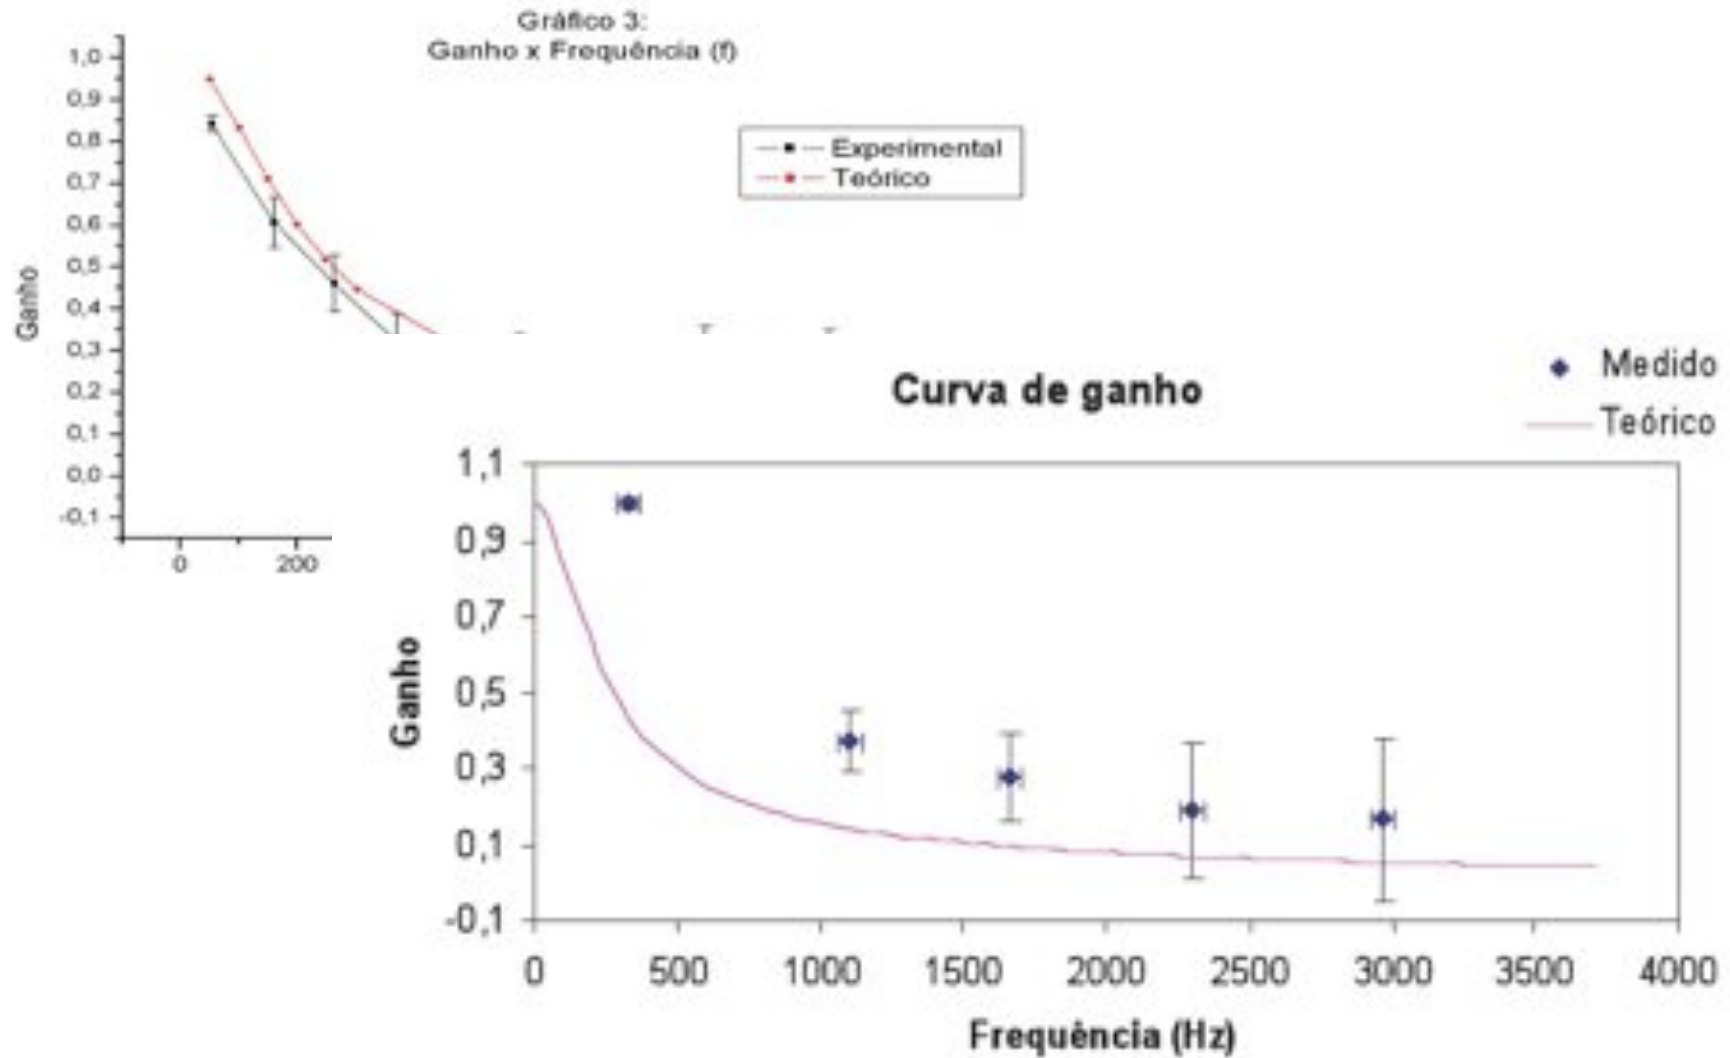 Gráfico 3:
Ganho x Frequência (f)
Experimental
Teórico
Ganho
1,0
0,9
0,8
0,7
0,6
0,5
0,4
0,3
0,2
0,1
0,0
-0,1
0 200
Curva de ganho
Medido
Teórico
Ganho
1,1
0,9
0,7
0,5
0,3
0,1
-0,1
0 500 1000 1500 2000 2500 3000 3500 4000
Frequência (Hz)